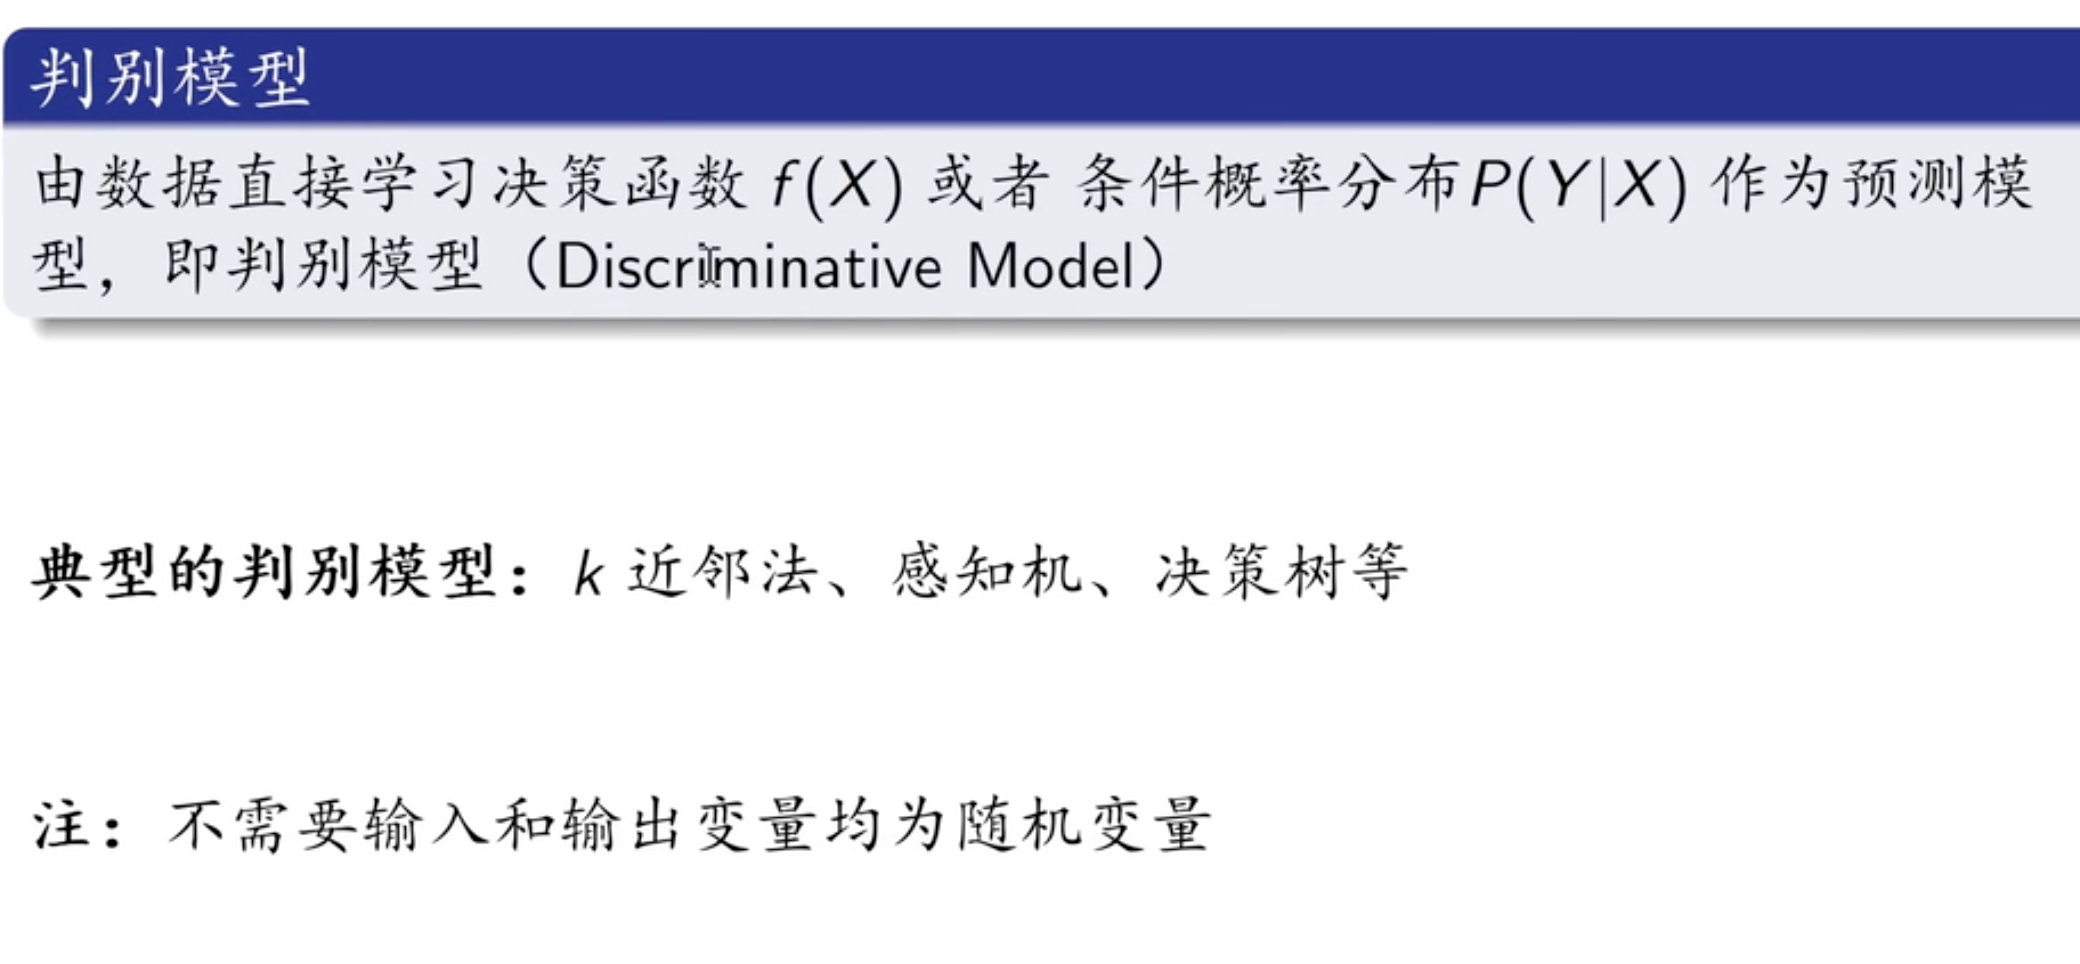 判别模型
由数据直接学习决策函数 f(X) 或者 条件概率分布P(Y|X) 作为预测模
型，即判别模型（Discriminative Model）
典型的判别模型：k 近邻法、感知机、决策树等
注：不需要输入和输出变量均为随机变量